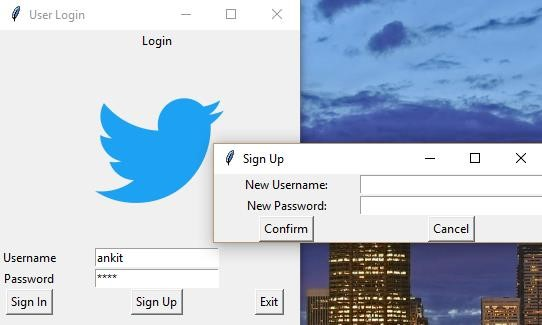 User Login
Login
Username ankit
Password ****
Sign In Sign Up Exit
Sign Up
New Username:
New Password:
Confirm Cancel